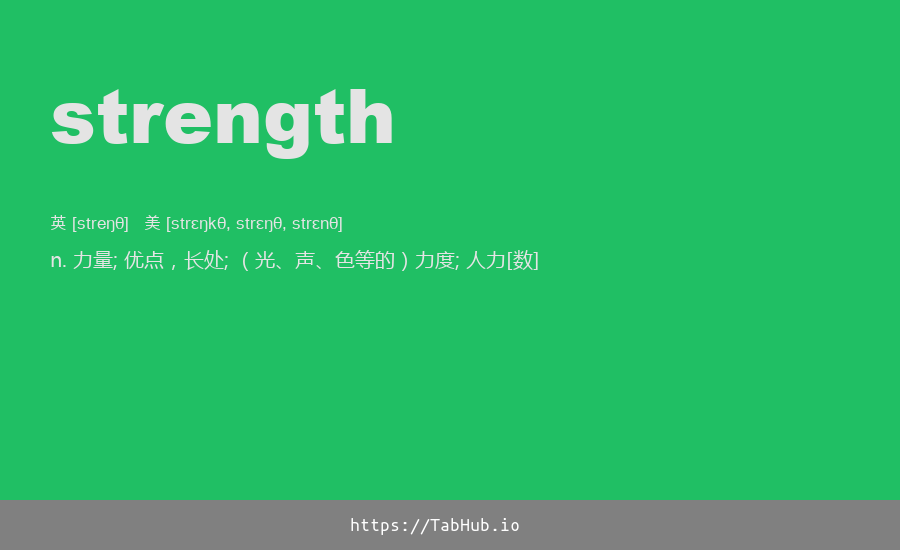 strength
英 [streŋθ] 美 [strɛŋkθ, strɛŋθ, strɛnθ]
n. 力量; 优点，长处; （光、声、色等的）力度; 人力[数]
https://TabHub.io